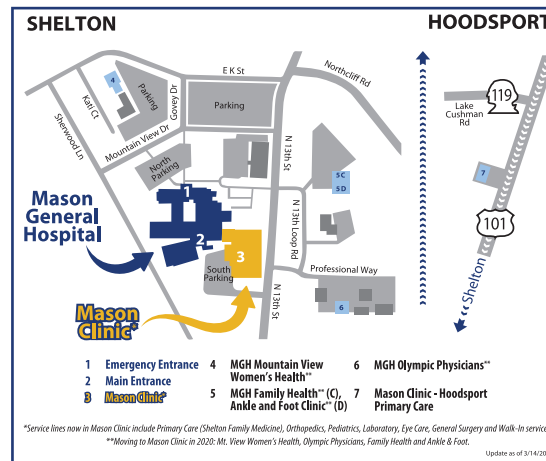 SHELTON
HOODSPORT
4
E K St
Northcliff Rd
Kati Ct
Parking
Govey Dr
Parking
119
Lake
Cushman
Rd
Sherwood Ln
Mountain View Dr
N 13th St
North
Parking
5 C
5 D
7
1
Mason
General
Hospital
2
3
N 13th Loop Rd
101
South
Parking
Professional Way
Shelton
Mason
Clinic*
N 13th St
6
1 Emergency Entrance
2 Main Entrance
3 Mason Clinic*
4 MGH Mountain View
Women's Health**
5 MGH Family Health** (C),
Ankle and Foot Clinic** (D)
6 MGH Olympic Physicians**
7 Mason Clinic - Hoodsport
Primary Care
*Service lines now in Mason Clinic include Primary Care (Shelton Family Medicine), Orthopedics, Pediatrics, Laboratory, Eye Care, General Surgery and Walk-In service
**Moving to Mason Clinic in 2020: Mt. View Women's Health, Olympic Physicians, Family Health and Ankle & Foot.
Update as of 3/14/20